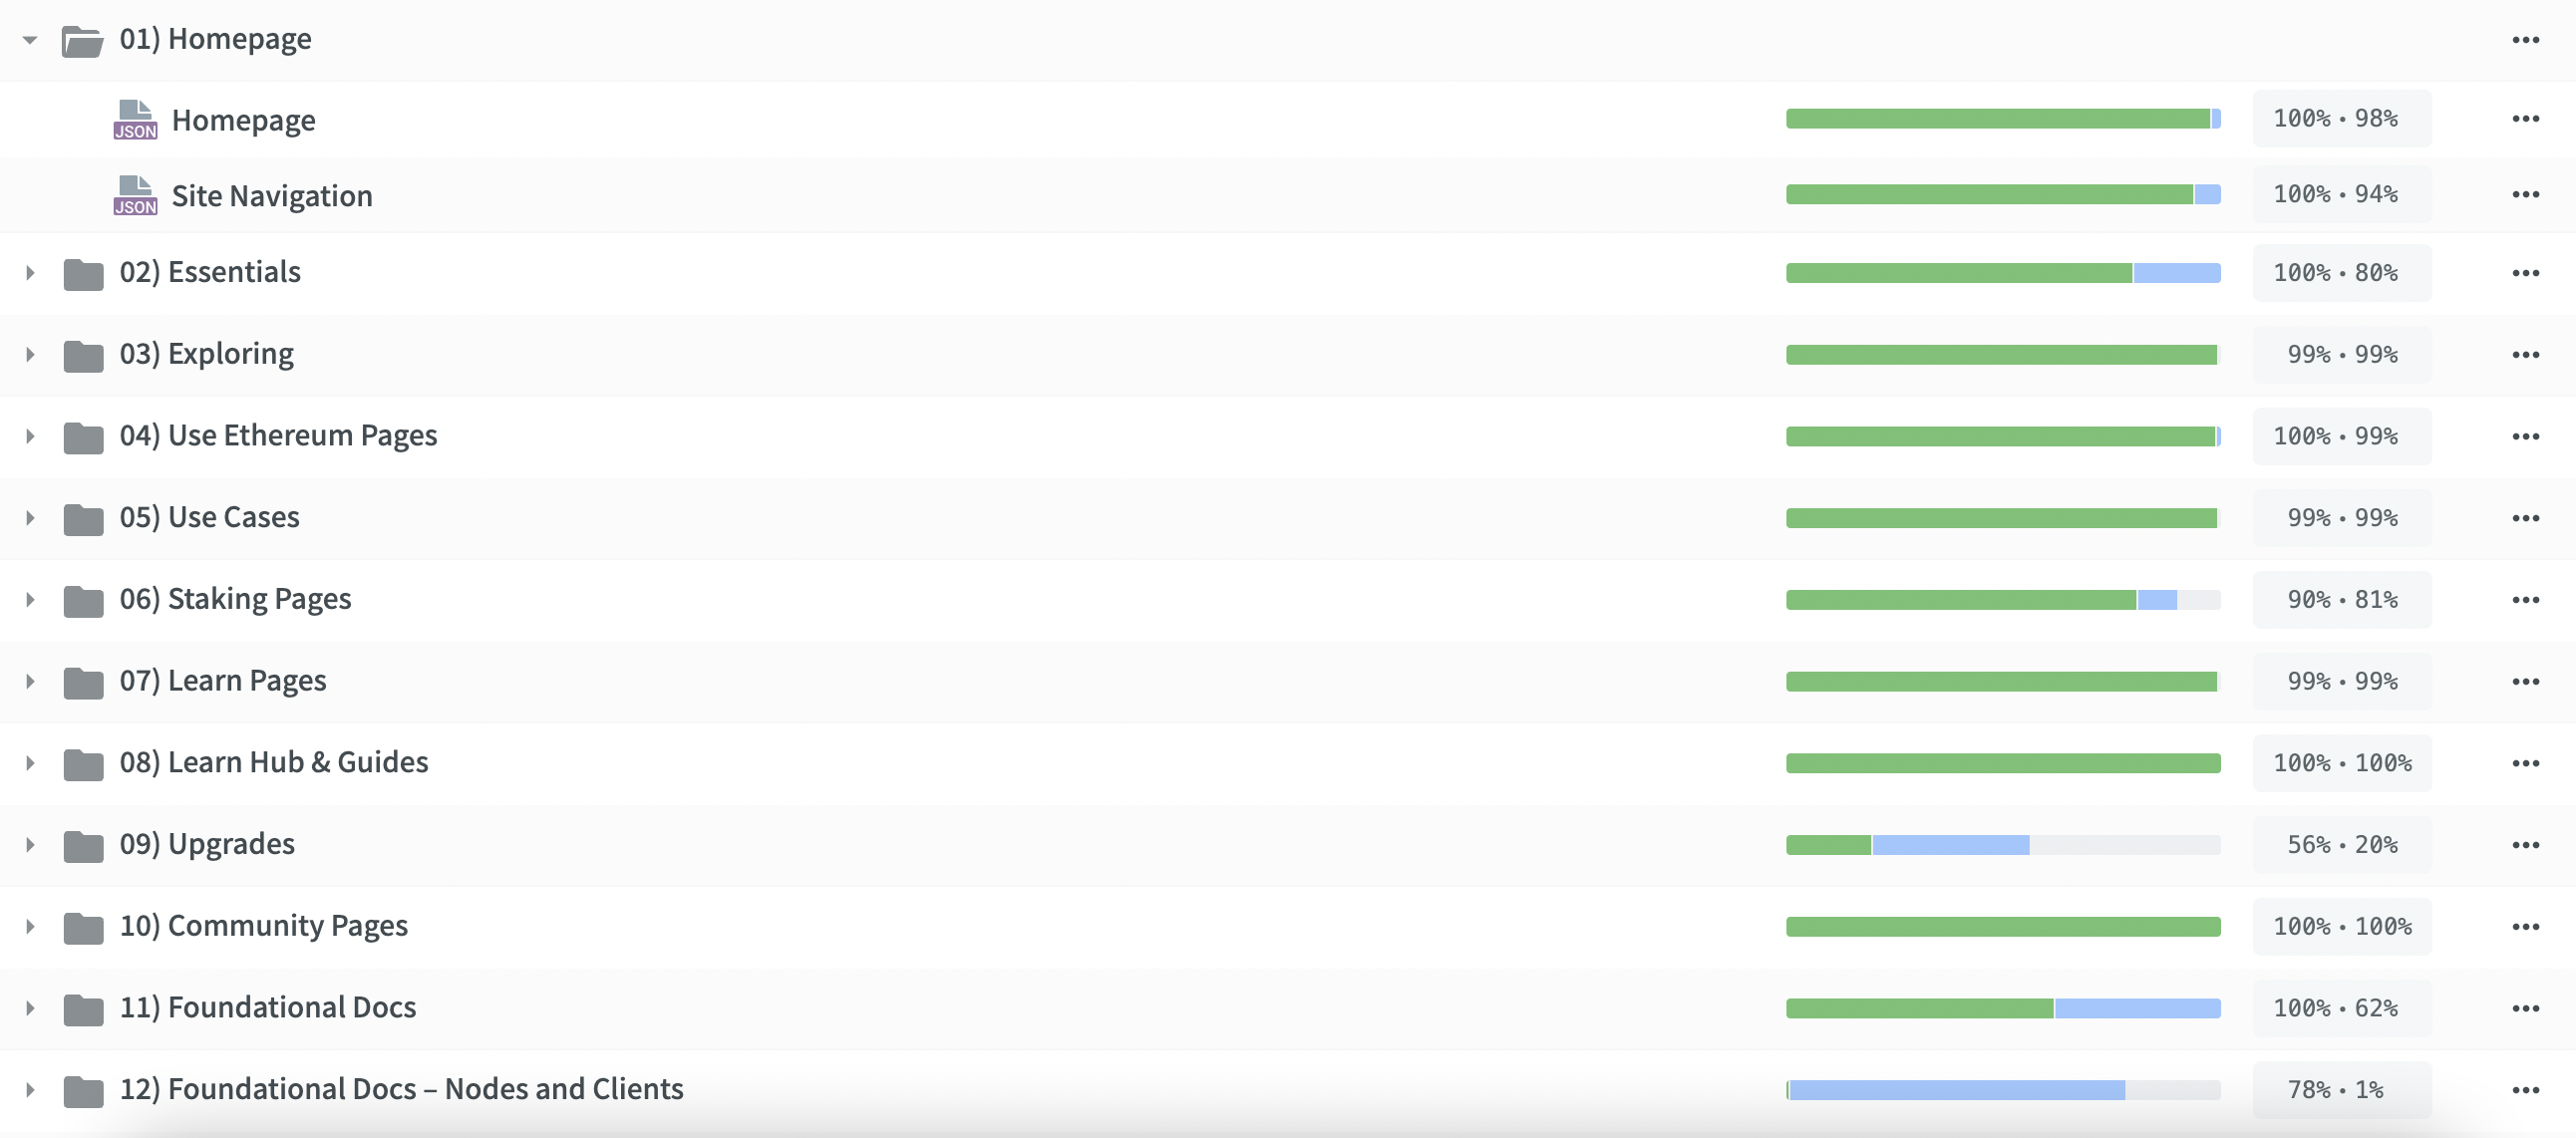 01) Homepage
JSON Homepage 100% • 98%
JSON Site Navigation 100% • 94%
02) Essentials 100% • 80%
03) Exploring 99% • 99%
04) Use Ethereum Pages 100% • 99%
05) Use Cases 99% • 99%
06) Staking Pages 90% • 81%
07) Learn Pages 99% • 99%
08) Learn Hub & Guides 100% • 100%
09) Upgrades 56% • 20%
10) Community Pages 100% • 100%
11) Foundational Docs 100% • 62%
12) Foundational Docs – Nodes and Clients 78% • 1%